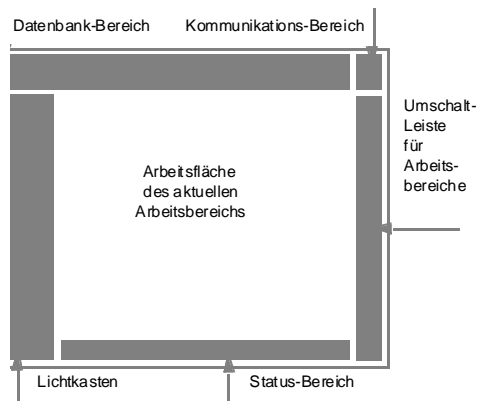 Datenbank-Bereich
Kommunikations-Bereich
Umschalt-
Leiste
für
Arbeits-
bereiche
Arbeitsfläche
des aktuellen
Arbeitsbereichs
Lichtkasten
Status-Bereich